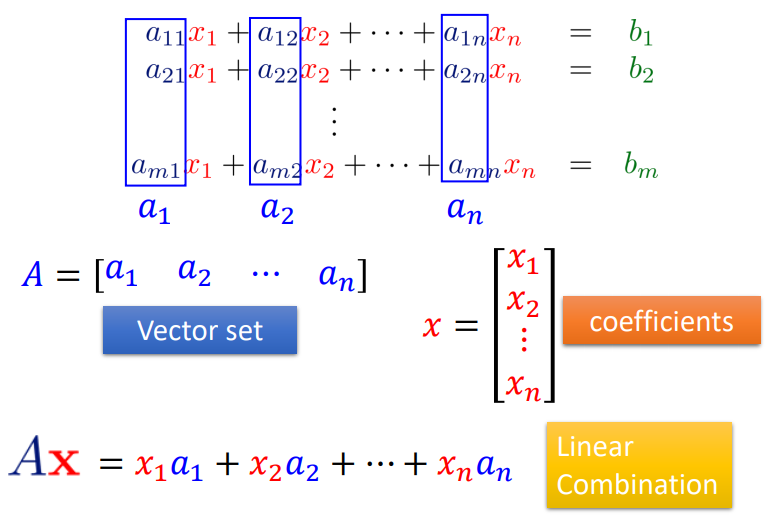 a₁₁x₁ + a₁₂x₂ + ⋯ + a₁ₙxₙ = b₁
a₂₁x₁ + a₂₂x₂ + ⋯ + a₂ₙxₙ = b₂
⋮
aₘ₁x₁ + aₘ₂x₂ + ⋯ + aₘₙxₙ = bₘ
a₁ a₂ aₙ
A = [a₁ a₂ ⋯ aₙ]
Vector set
x = [x₁ x₂ ⋮ xₙ]
coefficients
Ax = x₁a₁ + x₂a₂ + ⋯ + xₙaₙ
Linear
Combination